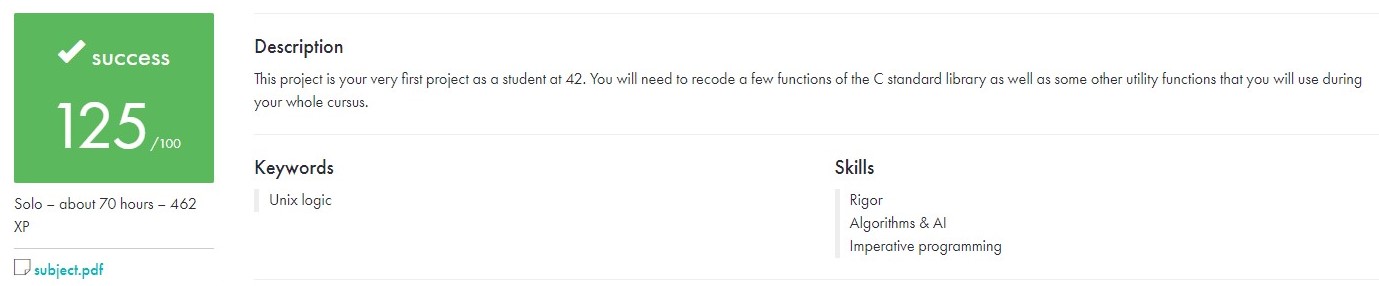 success
125/100
Solo – about 70 hours – 462
XP
subject.pdf
Description
This project is your very first project as a student at 42. You will need to recode a few functions of the C standard library as well as some other utility functions that you will use during
your whole cursus.
Keywords
Unix logic
Skills
Rigor
Algorithms & AI
Imperative programming